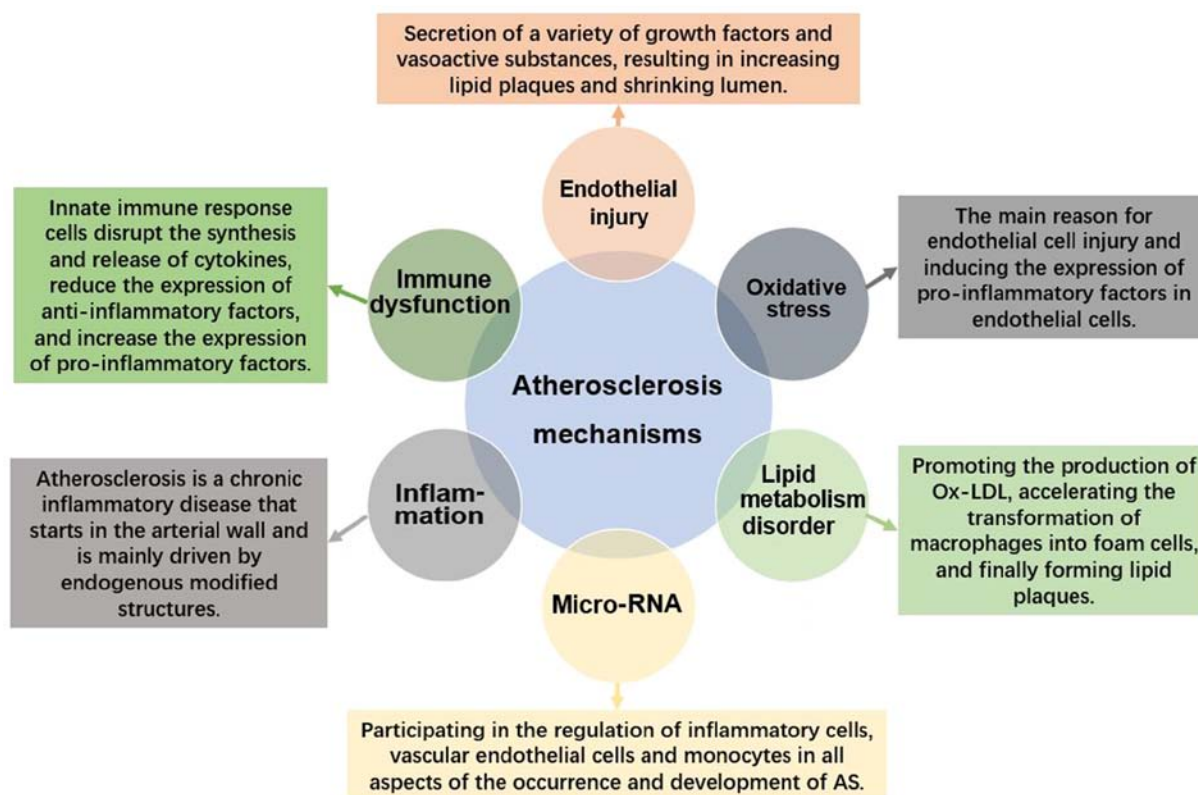 Secretion of a variety of growth factors and
vasoactive substances, resulting in increasing
lipid plaques and shrinking lumen.
Endothelial
injury
Innate immune response
cells disrupt the synthesis
and release of cytokines,
reduce the expression of
anti-inflammatory factors,
and increase the expression
of pro-inflammatory factors.
Immune
dysfunction
Oxidative
stress
The main reason for
endothelial cell injury and
inducing the expression of
pro-inflammatory factors in
endothelial cells.
Atherosclerosis
mechanisms
Atherosclerosis is a chronic
inflammatory disease that
starts in the arterial wall and
is mainly driven by
endogenous modified
structures.
Inflam-
mation
Lipid
metabolism
disorder
Promoting the production of
Ox-LDL, accelerating the
transformation of
macrophages into foam cells,
and finally forming lipid
plaques.
Micro-RNA
Participating in the regulation of inflammatory cells,
vascular endothelial cells and monocytes in all
aspects of the occurrence and development of AS.